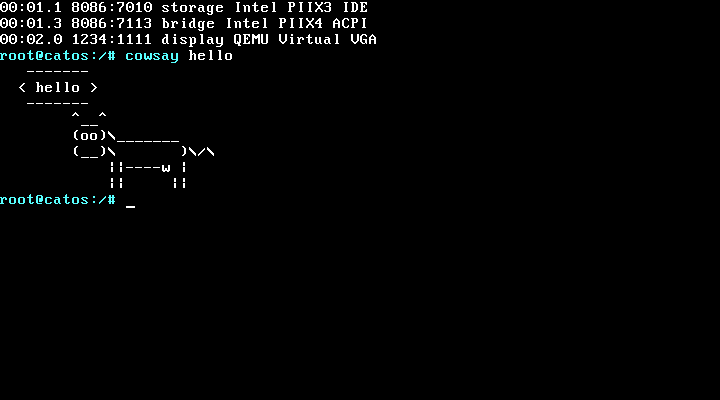 00:01.1 8086:7010 storage Intel PIIX3 IDE
00:01.3 8086:7113 bridge Intel PIIX4 ACPI
00:02.0 1234:1111 display QEMU Virtual VGA
root@catos:/# cowsay hello
   -------
  < hello >
   -------
        ^__^
        (oo)\_______
        (__)\       )\/\
            ||----w |
            ||     ||
root@catos:/# _